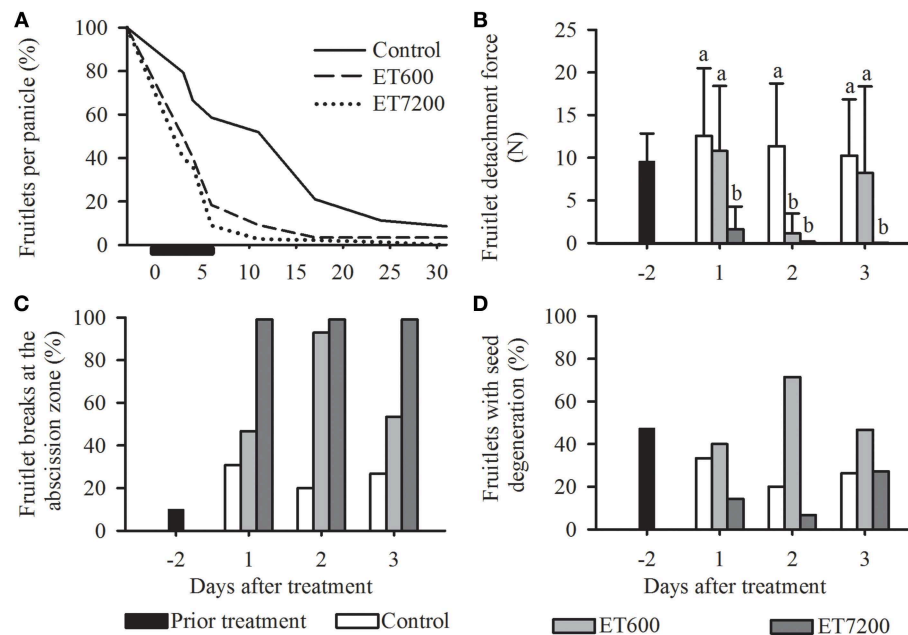 A
Fruitlets per panicle (%)
100
80
60
40
20
0
0 5 10 15 20 25 30
Control
ET600
ET7200
B
Fruitlet detachment force
(N)
25
20
15
10
5
0
a
a
b
a
b
b
a
a
b
-2 1 2 3
C
Fruitlet breaks at the
abscission zone (%)
100
80
60
40
20
0
-2 1 2 3
Days after treatment
D
Fruitlets with seed
degeneration (%)
100
80
60
40
20
0
-2 1 2 3
Days after treatment
Prior treatment Control ET600 ET7200